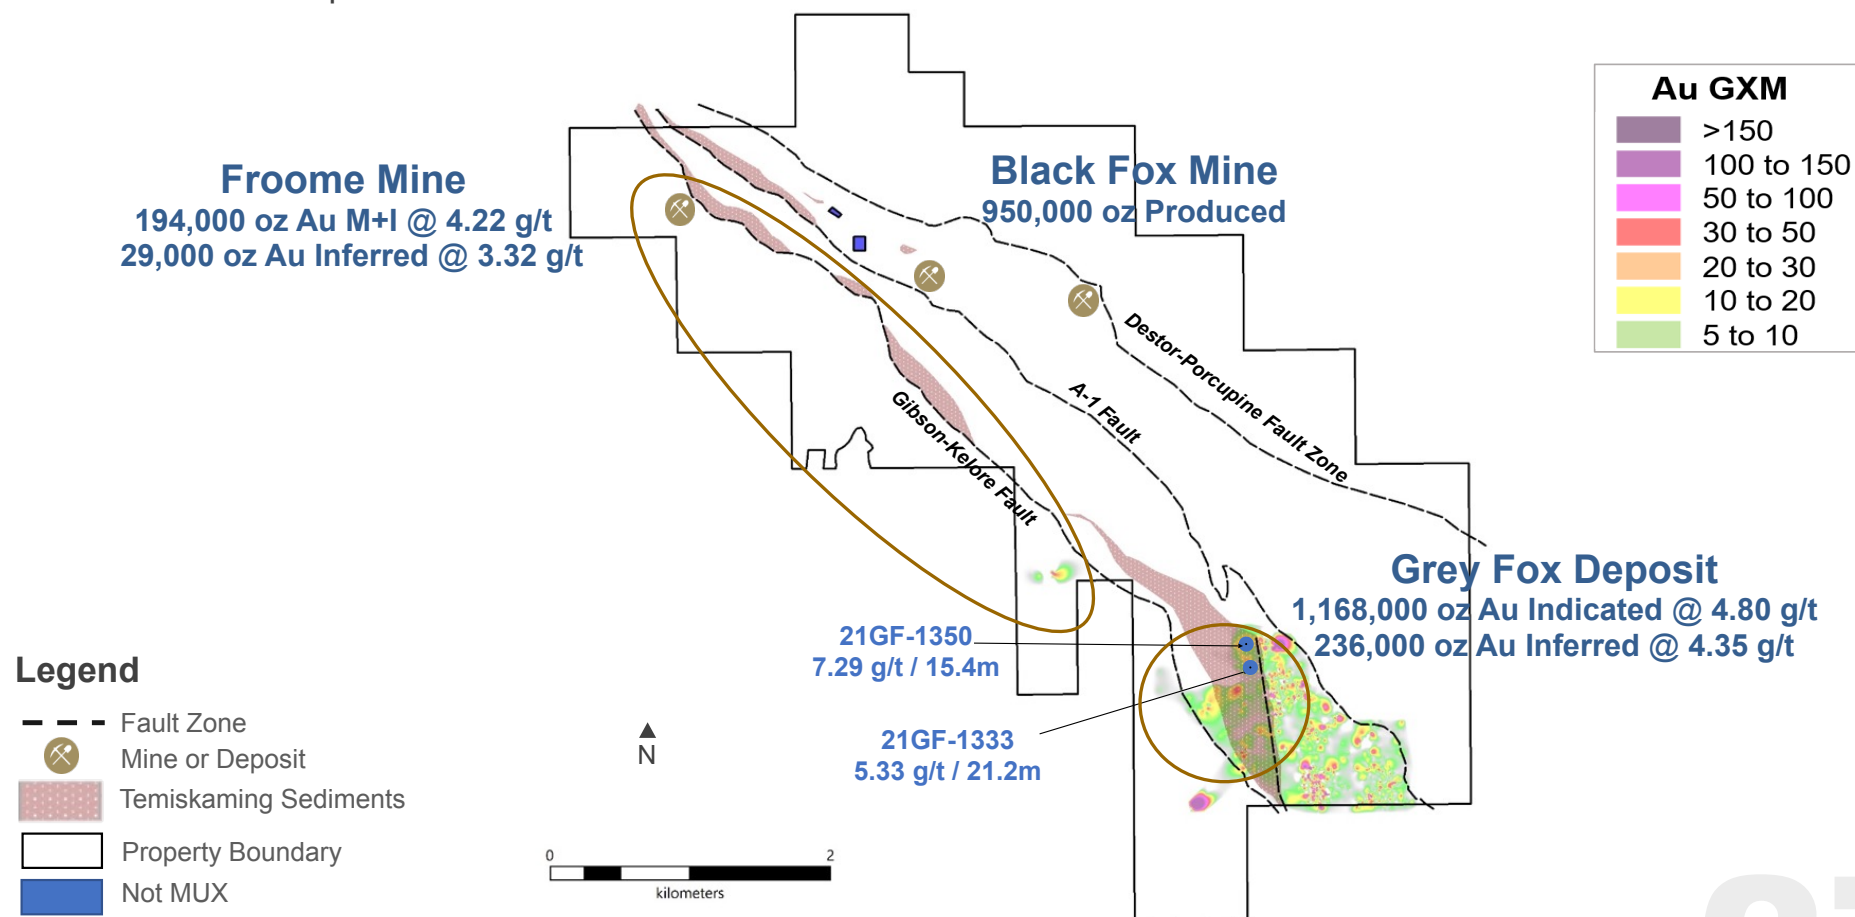 Froome Mine
194,000 oz Au M+I @ 4.22 g/t
29,000 oz Au Inferred @ 3.32 g/t
Black Fox Mine
950,000 oz Produced
Au GXM
>150
100 to 150
50 to 100
30 to 50
20 to 30
10 to 20
5 to 10
Destor-Porcupine Fault Zone
A-1 Fault
Gibson-Kelore Fault
Grey Fox Deposit
1,168,000 oz Au Indicated @ 4.80 g/t
236,000 oz Au Inferred @ 4.35 g/t
21GF-1350
7.29 g/t / 15.4m
21GF-1333
5.33 g/t / 21.2m
Legend
Fault Zone
Mine or Deposit
Temiskaming Sediments
Property Boundary
Not MUX
N
0 2
kilometers